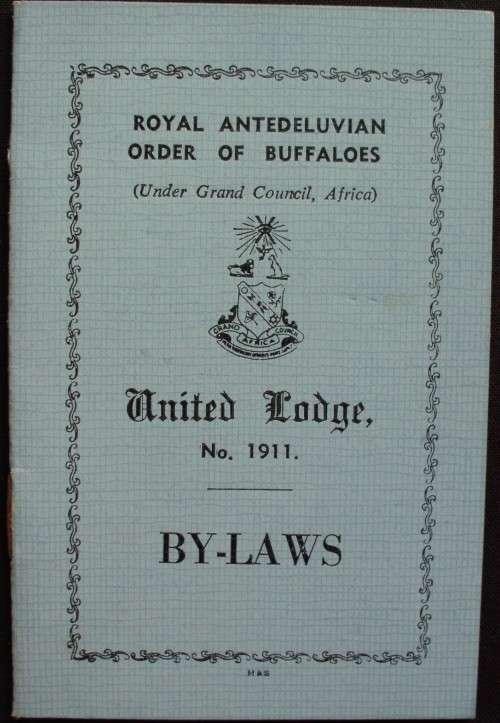 ROYAL ANTEDELUVIAN
ORDER OF BUFFALOES
(Under Grand Council, Africa)
GRAND COUNCIL
AFRICA
United Lodge,
No. 1911.
BY-LAWS
H&S